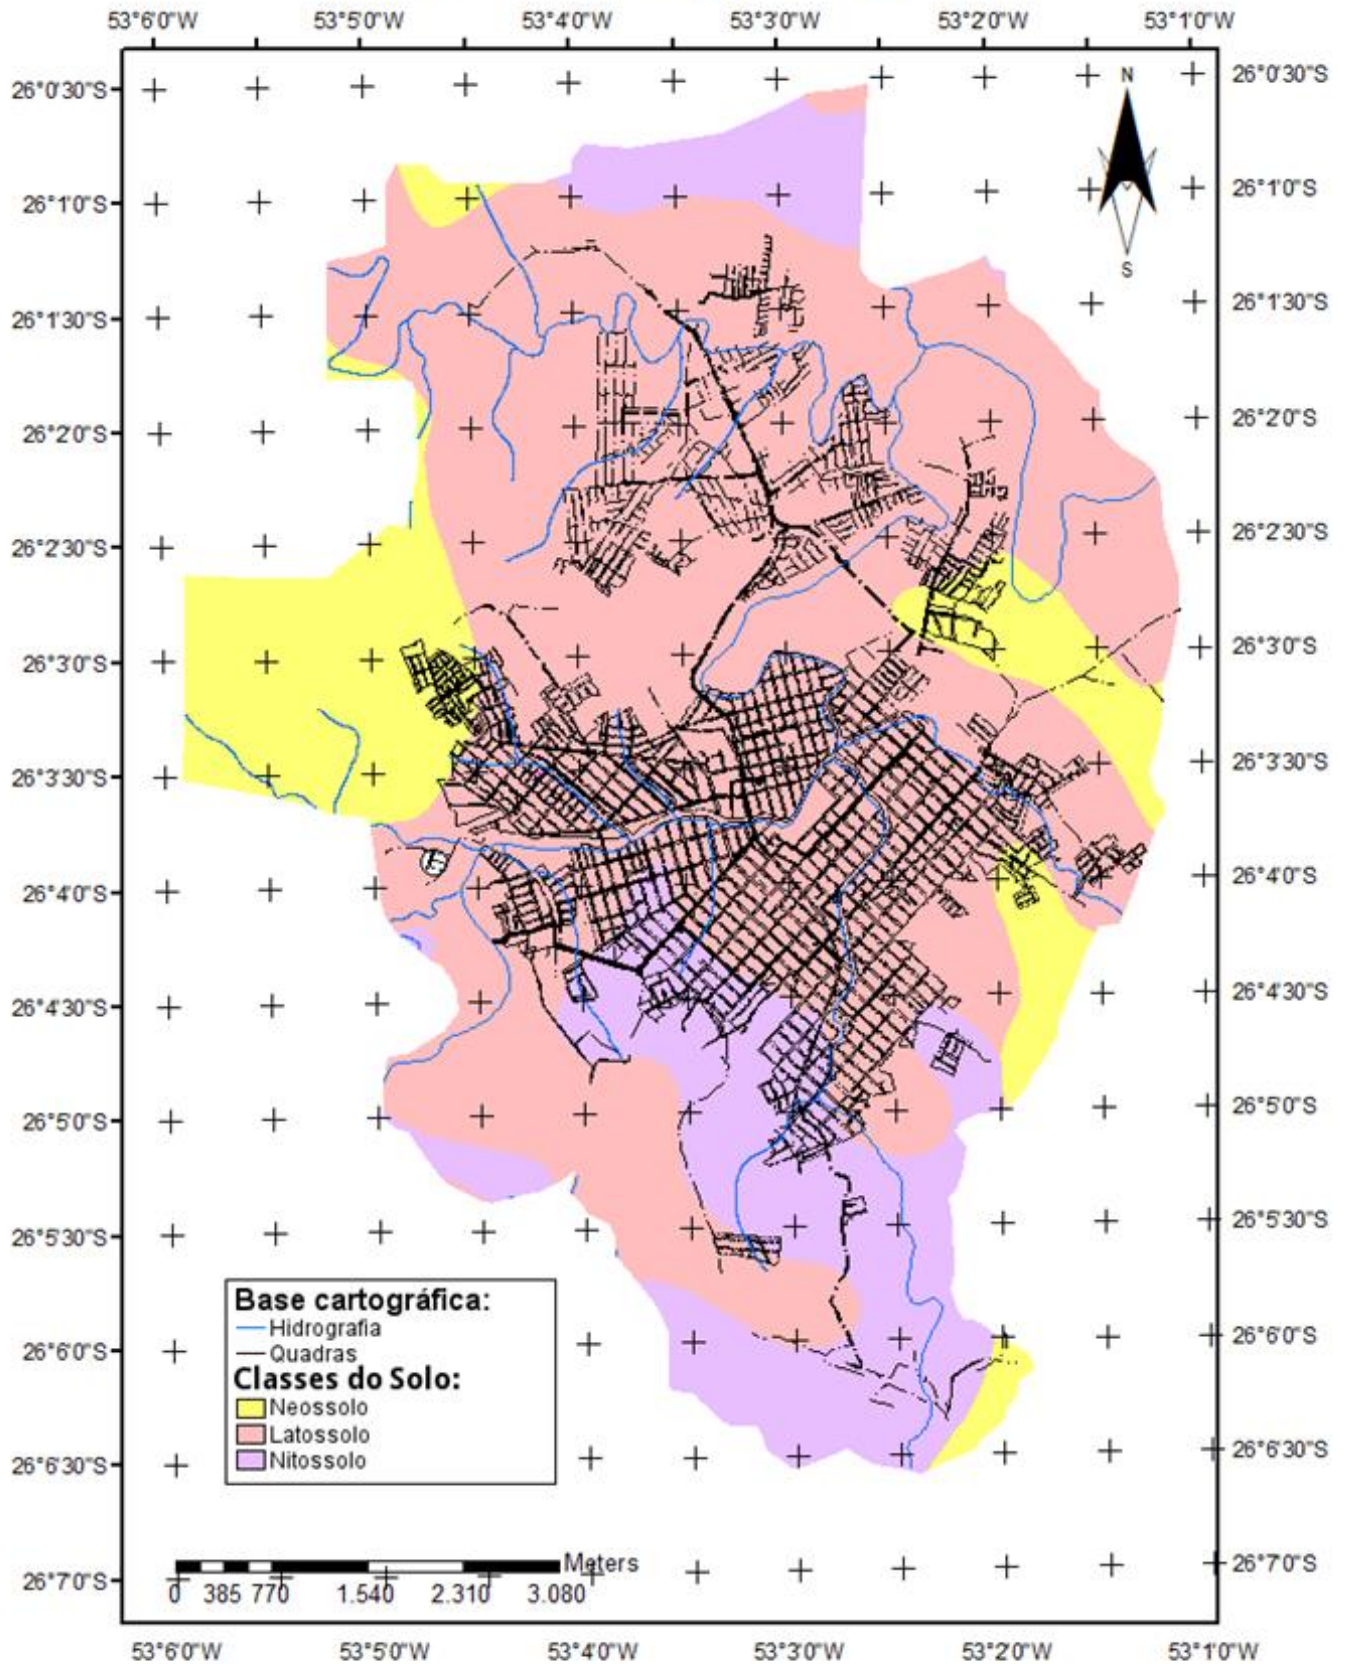 53°6'0"W 53°5'0"W 53°4'0"W 53°3'0"W 53°2'0"W 53°1'0"W
26°0'30"S 26°0'30"S
N
S
26°1'0"S 26°1'0"S
26°1'30"S 26°1'30"S
26°2'0"S 26°2'0"S
26°2'30"S 26°2'30"S
26°3'0"S 26°3'0"S
26°3'30"S 26°3'30"S
26°4'0"S 26°4'0"S
26°4'30"S 26°4'30"S
26°5'0"S 26°5'0"S
26°5'30"S 26°5'30"S
26°6'0"S 26°6'0"S
26°6'30"S 26°6'30"S
26°7'0"S 26°7'0"S
Base cartográfica:
Hidrografia
Quadras
Classes do Solo:
Neossolo
Latossolo
Nitossolo
Meters
0 385 770 1.540 2.310 3.080
53°6'0"W 53°5'0"W 53°4'0"W 53°3'0"W 53°2'0"W 53°1'0"W